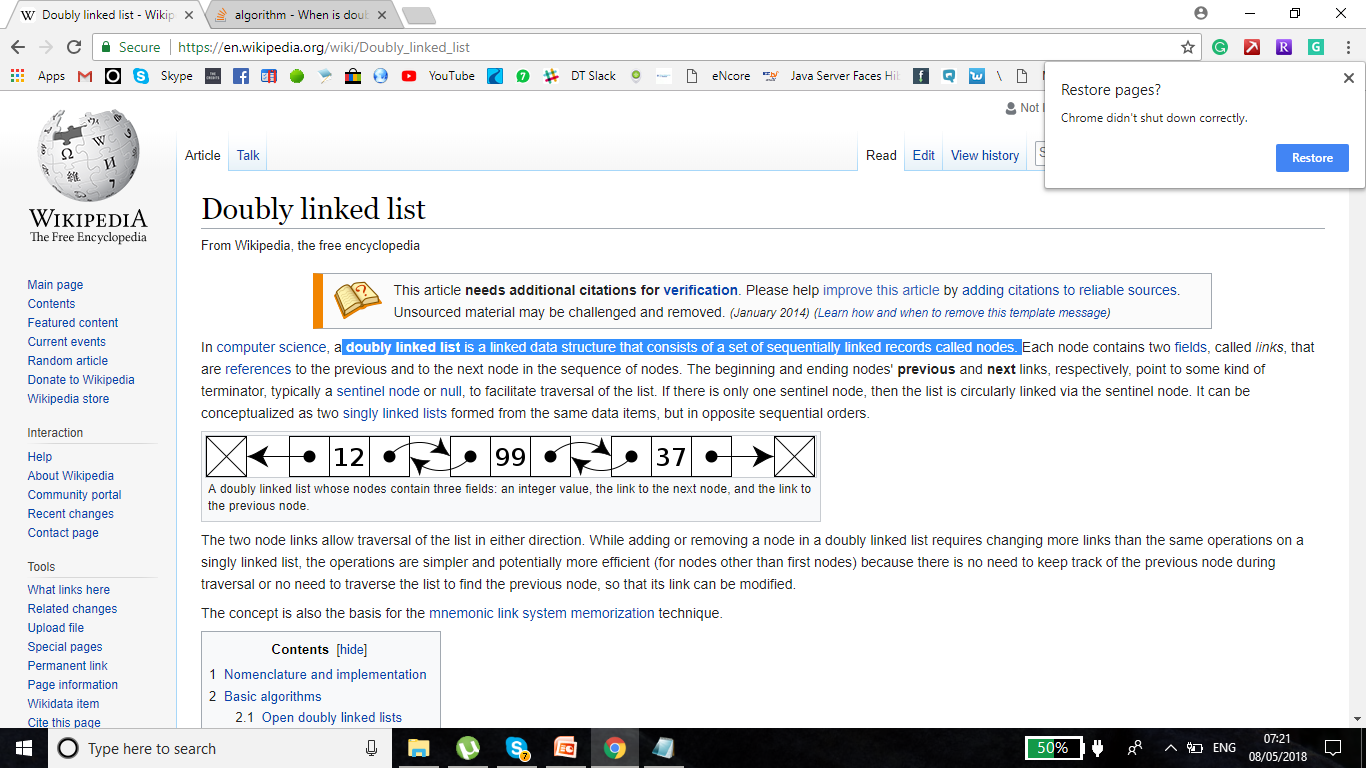 Doubly linked list - Wikip
algorithm - When is doub
Secure
https://en.wikipedia.org/wiki/Doubly_linked_list
Apps
Skype
YouTube
DT Slack
eNcore
Java Server Faces Hib
Restore pages?
Chrome didn't shut down correctly.
Restore
WIKIPEDIA
The Free Encyclopedia
Main page
Contents
Featured content
Current events
Random article
Donate to Wikipedia
Wikipedia store
Interaction
Help
About Wikipedia
Community portal
Recent changes
Contact page
Tools
What links here
Related changes
Upload file
Special pages
Permanent link
Page information
Wikidata item
Cite this page
Not l
Article Talk
Read Edit View history
Doubly linked list
From Wikipedia, the free encyclopedia
This article needs additional citations for verification. Please help improve this article by adding citations to reliable sources.
Unsourced material may be challenged and removed. (January 2014) (Learn how and when to remove this template message)
In computer science, a doubly linked list is a linked data structure that consists of a set of sequentially linked records called nodes. Each node contains two fields, called links, that
are references to the previous and to the next node in the sequence of nodes. The beginning and ending nodes' previous and next links, respectively, point to some kind of
terminator, typically a sentinel node or null, to facilitate traversal of the list. If there is only one sentinel node, then the list is circularly linked via the sentinel node. It can be
conceptualized as two singly linked lists formed from the same data items, but in opposite sequential orders.
12 99 37
A doubly linked list whose nodes contain three fields: an integer value, the link to the next node, and the link to
the previous node.
The two node links allow traversal of the list in either direction. While adding or removing a node in a doubly linked list requires changing more links than the same operations on a
singly linked list, the operations are simpler and potentially more efficient (for nodes other than first nodes) because there is no need to keep track of the previous node during
traversal or no need to traverse the list to find the previous node, so that its link can be modified.
The concept is also the basis for the mnemonic link system memorization technique.
Contents [hide]
1 Nomenclature and implementation
2 Basic algorithms
2.1 Open doubly linked lists
Type here to search
50%
ENG
07:21
08/05/2018